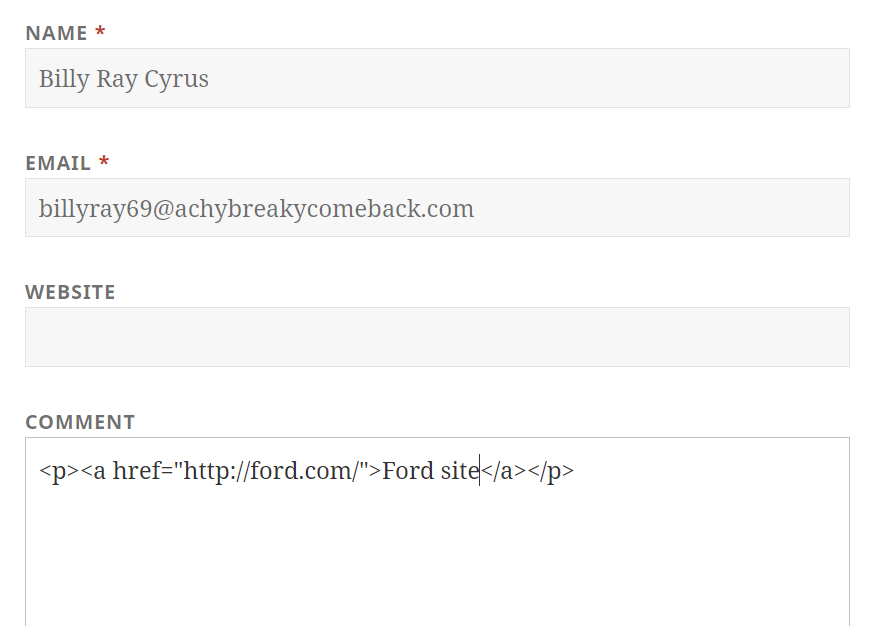 NAME *
Billy Ray Cyrus
EMAIL *
billyray69@achybreakycomeback.com
WEBSITE
COMMENT
<p><a href="http://ford.com/">Ford site</a></p>